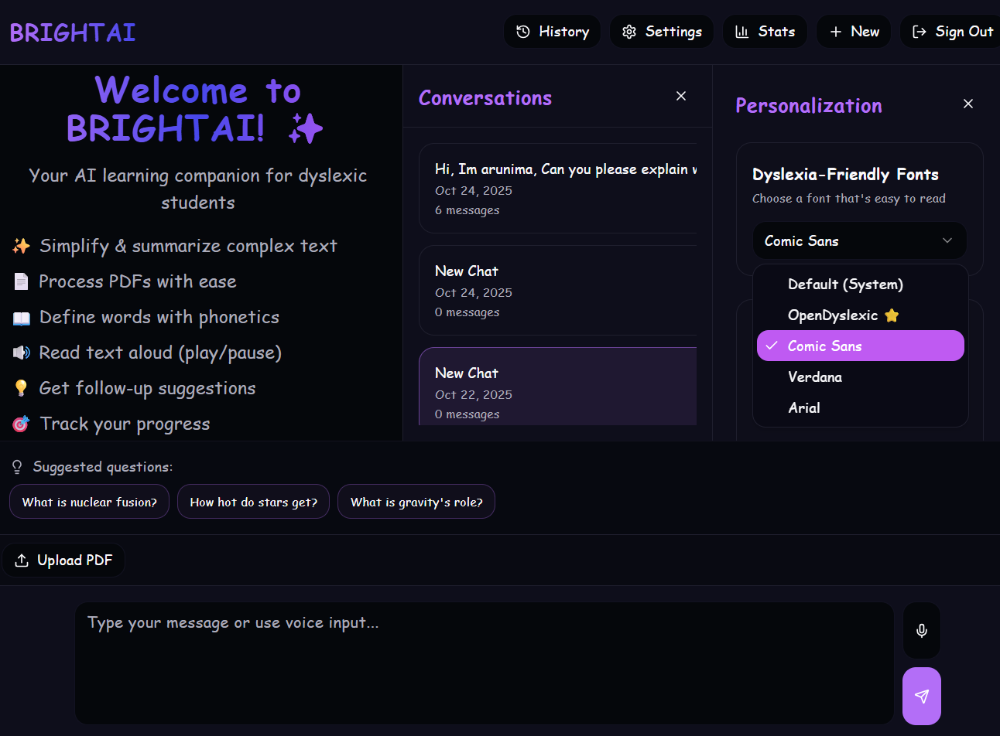 BRIGHTAI
History
Settings
Stats
New
Sign Out
Welcome to
BRIGHTAI!
Your AI learning companion for dyslexic
students
Simplify & summarize complex text
Process PDFs with ease
Define words with phonetics
Read text aloud (play/pause)
Get follow-up suggestions
Track your progress
Conversations
Hi, Im arunima, Can you please explain
Oct 24, 2025
6 messages
New Chat
Oct 24, 2025
0 messages
New Chat
Oct 22, 2025
0 messages
Personalization
Dyslexia-Friendly Fonts
Choose a font that's easy to read
Comic Sans
Default (System)
OpenDyslexic
Comic Sans
Verdana
Arial
Suggested questions:
What is nuclear fusion?
How hot do stars get?
What is gravity's role?
Upload PDF
Type your message or use voice input...